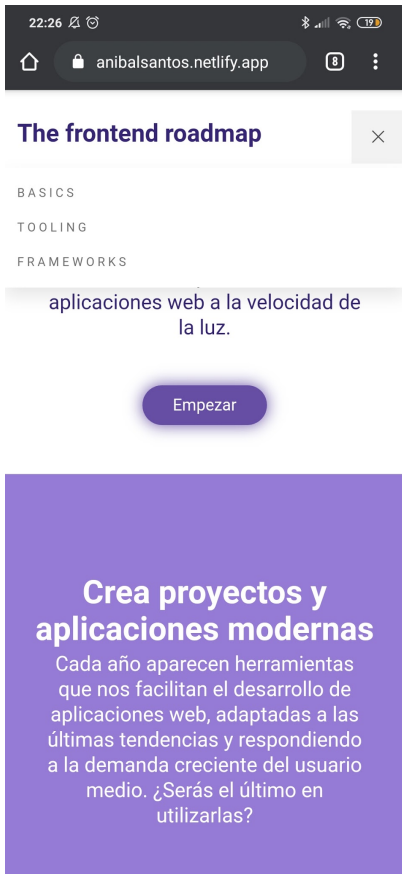 22:26
19
anibalsantos.netlify.app
8
The frontend roadmap
BASICS
TOOLING
FRAMEWORKS
aplicaciones web a la velocidad de
la luz.
Empezar
Crea proyectos y
aplicaciones modernas
Cada año aparecen herramientas
que nos facilitan el desarrollo de
aplicaciones web, adaptadas a las
últimas tendencias y respondiendo
a la demanda creciente del usuario
medio. ¿Serás el último en
utilizarlas?